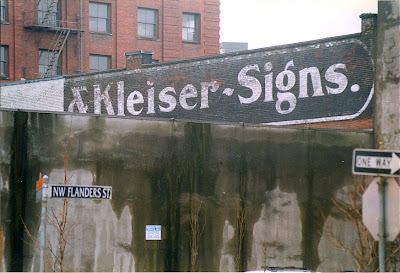 Kleiser-Signs.
NW FLANDERS ST
ONE WAY